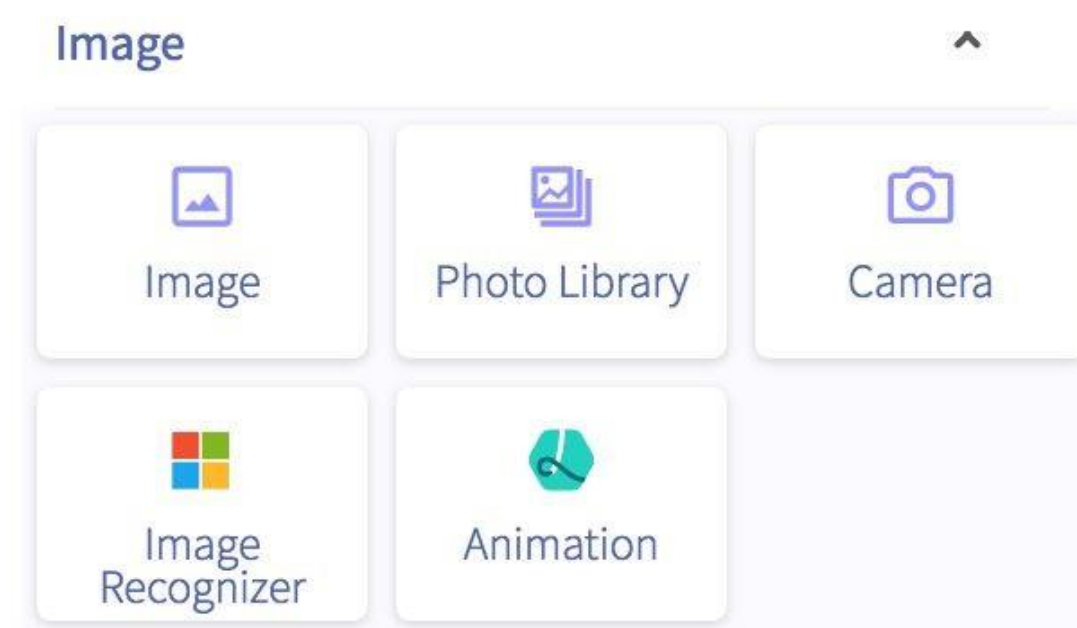 Image
Image
Photo Library
Camera
Image
Recognizer
Animation